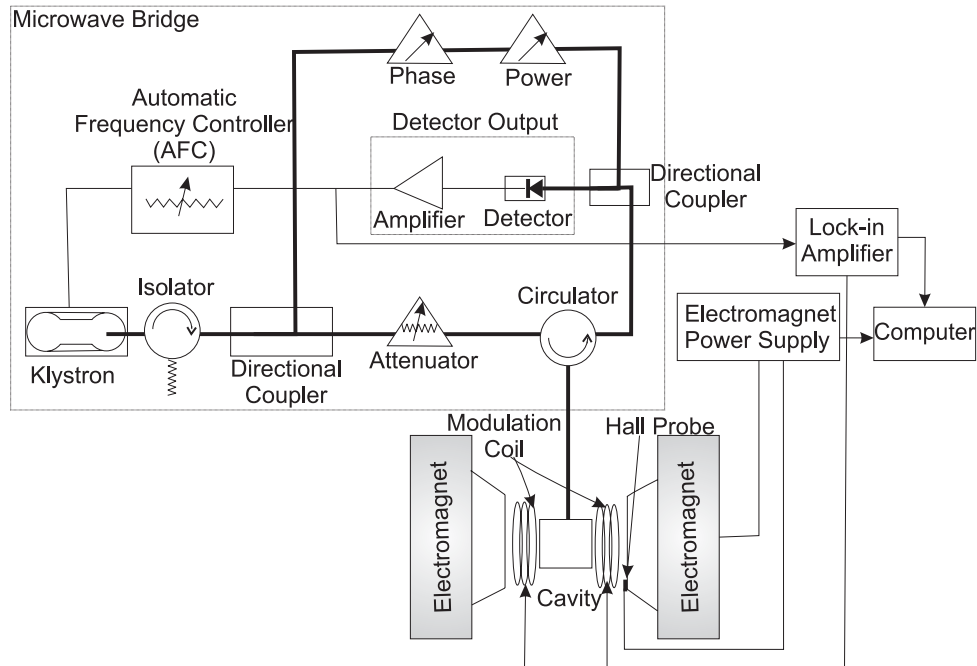 Microwave Bridge
Phase
Power
Automatic
Frequency Controller
(AFC)
Detector Output
Amplifier
Detector
Directional
Coupler
Lock-in
Amplifier
Isolator
Circulator
Electromagnet
Power Supply
Computer
Klystron
Directional
Coupler
Attenuator
Modulation
Coil
Hall Probe
Electromagnet
Electromagnet
Cavity